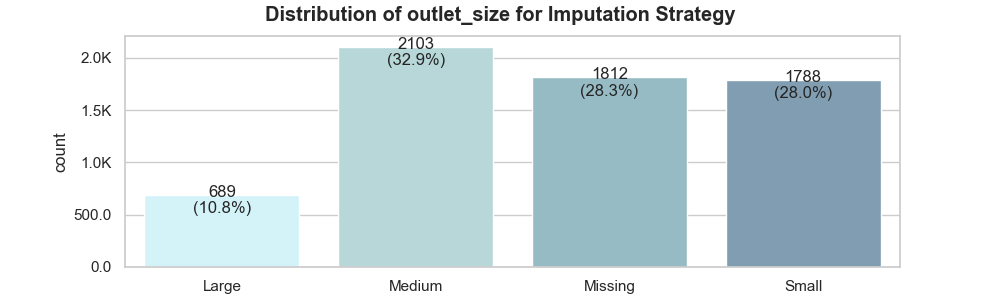 Distribution of outlet_size for Imputation Strategy
count
2.0K
1.5K
1.0K
500.0
0.0
689
(10.8%)
2103
(32.9%)
1812
(28.3%)
1788
(28.0%)
Large
Medium
Missing
Small